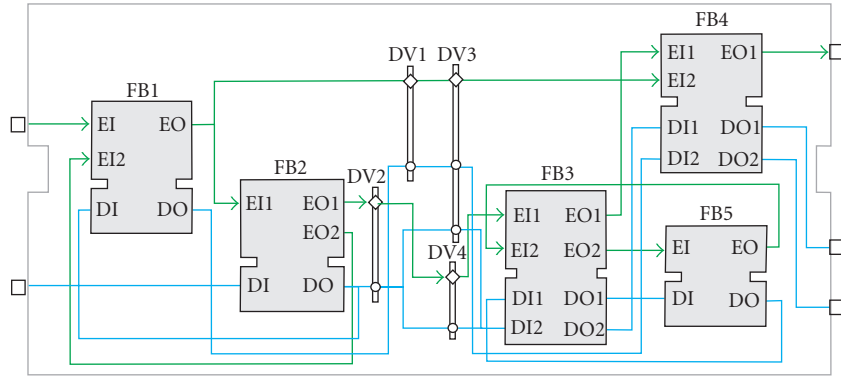 FB4
DV1 DV3
EI1 EO1
EI2
FB1
EI EO
DI1 DO1
EI2
DI2 DO2
FB2
DV2
FB3
EI1 EO1
DI DO
EI1 EO1
FB5
EO2
DV4
EI2 EO2
EI EO
DI DO
DI1 DO1
DI DO
DI2 DO2